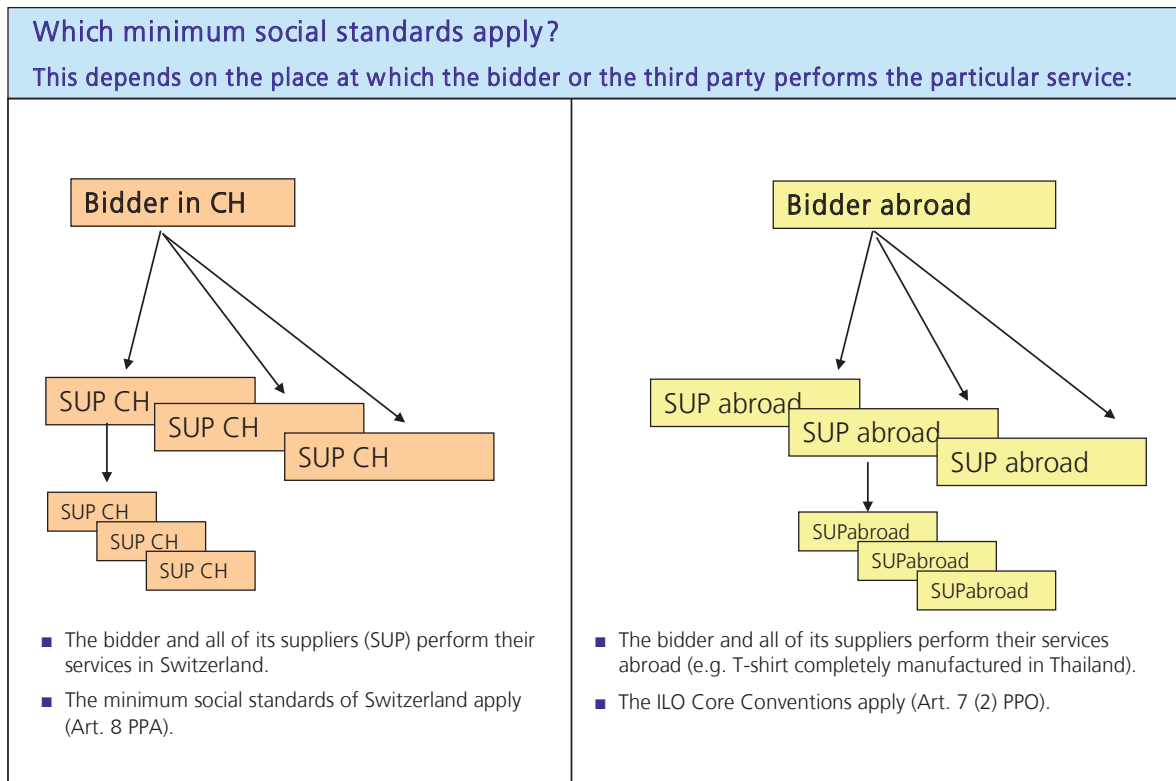 Which minimum social standards apply?
This depends on the place at which the bidder or the third party performs the particular service:
Bidder in CH
SUP CH
SUP CH
SUP CH
SUP CH
SUP CH
SUP CH
■ The bidder and all of its suppliers (SUP) perform their
services in Switzerland.
■ The minimum social standards of Switzerland apply
(Art. 8 PPA).
Bidder abroad
SUP abroad
SUP abroad
SUP abroad
SUPabroad
SUPabroad
SUPabroad
■ The bidder and all of its suppliers perform their services
abroad (e.g. T-shirt completely manufactured in Thailand).
■ The ILO Core Conventions apply (Art. 7 (2) PPO).